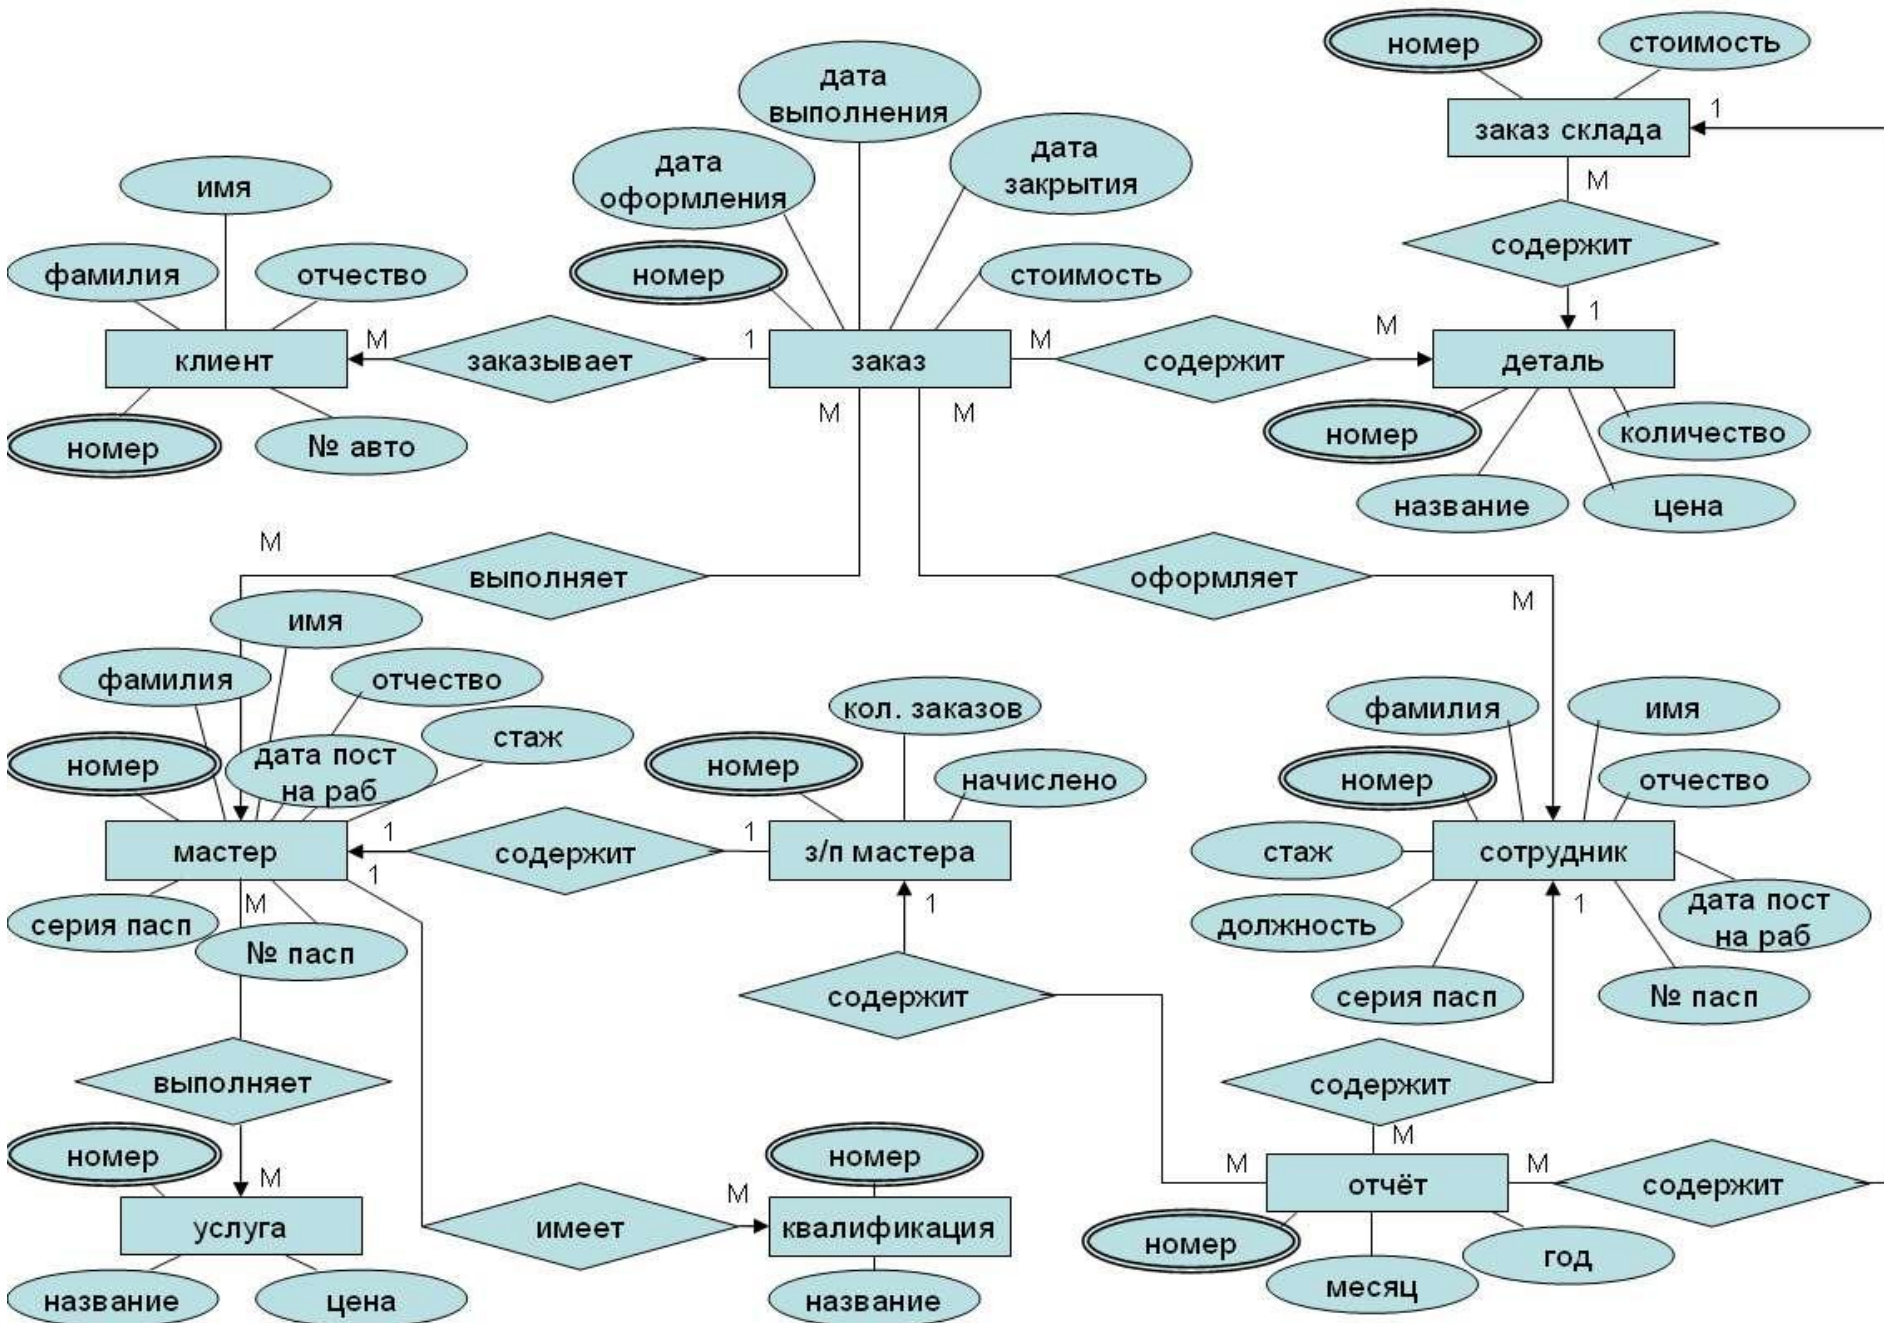 номер
стоимость
заказ склада
1
М
содержит
1
дата
выполнения
дата
оформления
дата
закрытия
номер
стоимость
имя
фамилия
отчество
клиент
М
заказывает
1
заказ
М
содержит
М
деталь
номер
№ авто
М
М
номер
количество
название
цена
М
выполняет
оформляет
М
имя
фамилия
отчество
стаж
номер
дата пост
на раб
мастер
1
содержит
1
з/п мастера
кол. заказов
номер
начислено
фамилия
имя
номер
отчество
стаж
сотрудник
должность
дата пост
на раб
серия пасп
№ пасп
1
1
М
серия пасп
№ пасп
1
содержит
содержит
выполняет
номер
М
услуга
название
цена
имеет
М
номер
квалификация
название
М
М
отчёт
М
содержит
номер
месяц
год